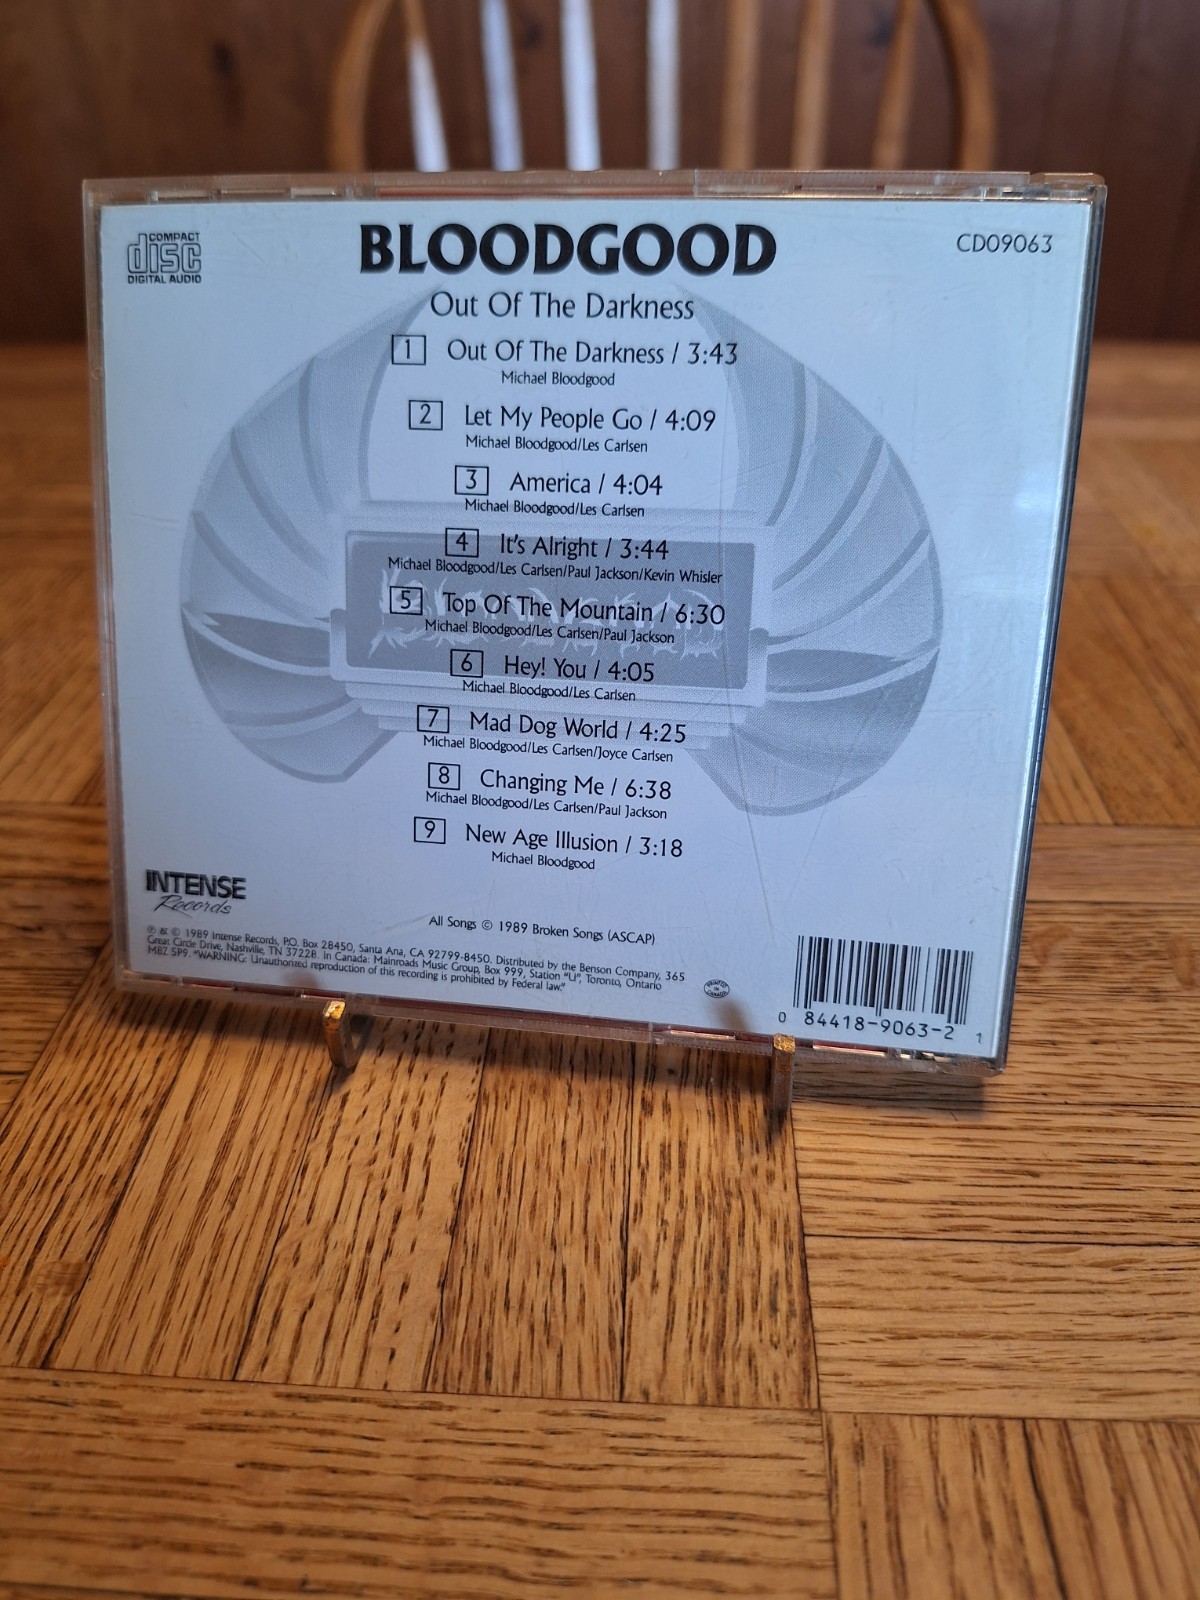 COMPACT
disc
DIGITAL AUDIO
BLOODGOOD
CD09063
Out Of The Darkness
1 Out Of The Darkness / 3:43
Michael Bloodgood
2 Let My People Go / 4:09
Michael Bloodgood/Les Carlsen
3 America / 4:04
Michael Bloodgood/Les Carlsen
4 It's Alright / 3:44
Michael Bloodgood/Les Carlsen/Paul Jackson/Kevin Whisler
5 Top Of The Mountain / 6:30
Michael Bloodgood/Les Carlsen/Paul Jackson
6 Hey! You / 4:05
Michael Bloodgood/Les Carlsen
7 Mad Dog World / 4:25
Michael Bloodgood/Les Carlsen/Joyce Carlsen
8 Changing Me / 6:38
Michael Bloodgood/Les Carlsen/Paul Jackson
9 New Age Illusion / 3:18
Michael Bloodgood
INTENSE
Records
All Songs © 1989 Broken Songs (ASCAP)
℗ & © 1989 Intense Records, P.O. Box 28450, Santa Ana, CA 92799-8450. Distributed by the Benson Company, 365
Great Circle Drive, Nashville, TN 37228. In Canada: Mainroads Music Group, Box 999, Station "U", Toronto, Ontario
M8Z 5P9. "WARNING: Unauthorized reproduction of this recording is prohibited by Federal law."
PRINTED
IN
CANADA
0 84418-9063-2 1